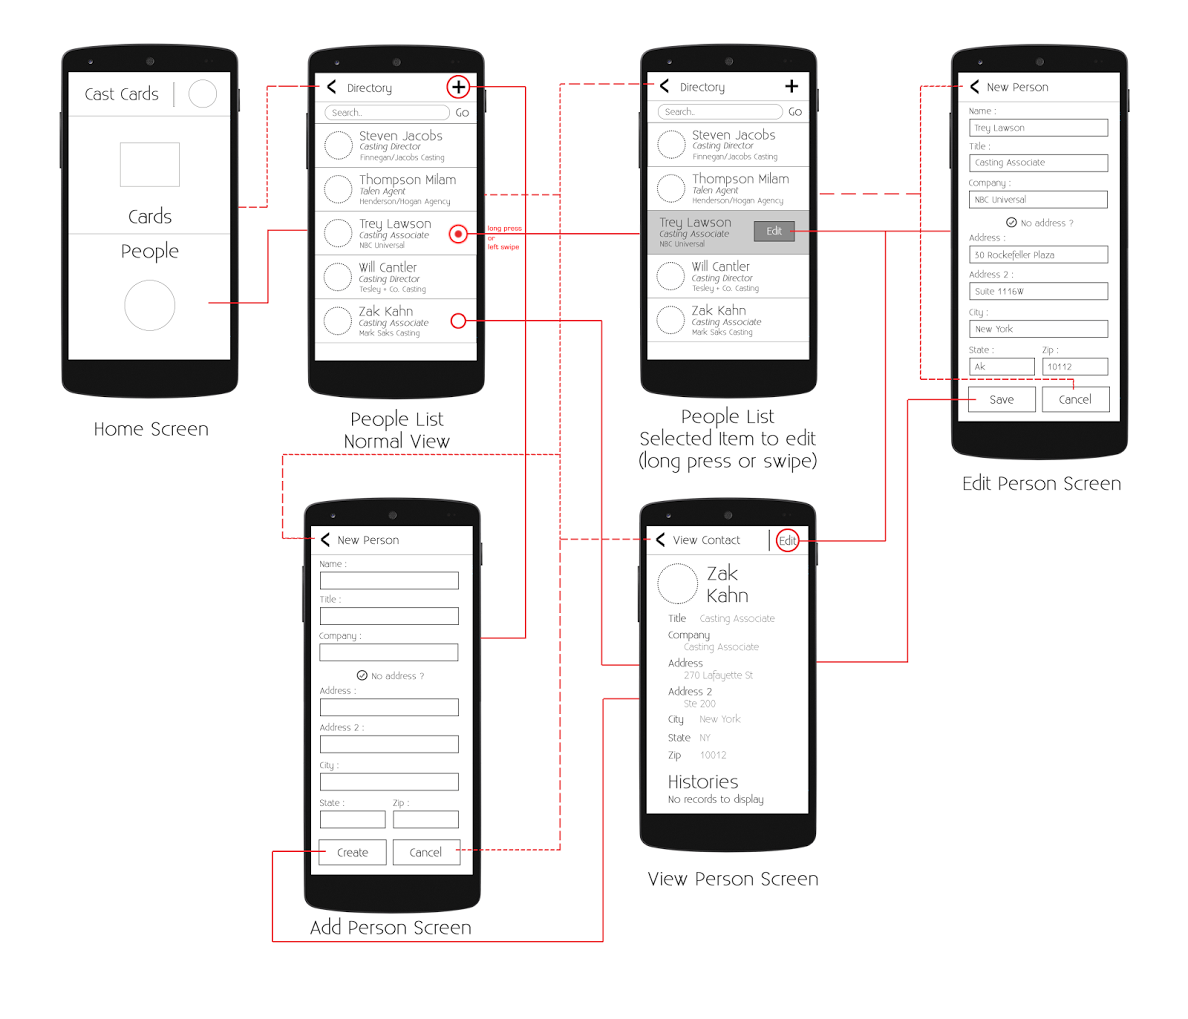 Cast Cards
Cards
People
Home Screen
Directory
Search..
Go
Steven Jacobs
Casting Director
Finnegan/Jacobs Casting
Thompson Milam
Talen Agent
Henderson/Hogan Agency
Trey Lawson
Casting Associate
NBC Universal
Will Cantler
Casting Director
Tesley + Co. Casting
Zak Kahn
Casting Associate
Mark Saks Casting
long press
or
left swipe
People List
Normal View
Directory
Search..
Go
Steven Jacobs
Casting Director
Finnegan/Jacobs Casting
Thompson Milam
Talen Agent
Henderson/Hogan Agency
Trey Lawson
Casting Associate
NBC Universal
Edit
Will Cantler
Casting Director
Tesley + Co. Casting
Zak Kahn
Casting Associate
Mark Saks Casting
People List
Selected Item to edit
(long press or swipe)
New Person
Name :
Trey Lawson
Title :
Casting Associate
Company :
NBC Universal
No address ?
Address :
30 Rockefeller Plaza
Address 2 :
Suite 1116W
City :
New York
State : Zip :
Ak 10112
Save Cancel
Edit Person Screen
New Person
Name :
Title :
Company :
No address ?
Address :
Address 2 :
City :
State : Zip :
Create Cancel
Add Person Screen
View Contact
Edit
Zak
Kahn
Title Casting Associate
Company
Casting Associate
Address
270 Lafayette St
Address 2
Ste 200
City New York
State NY
Zip 10012
Histories
No records to display
View Person Screen